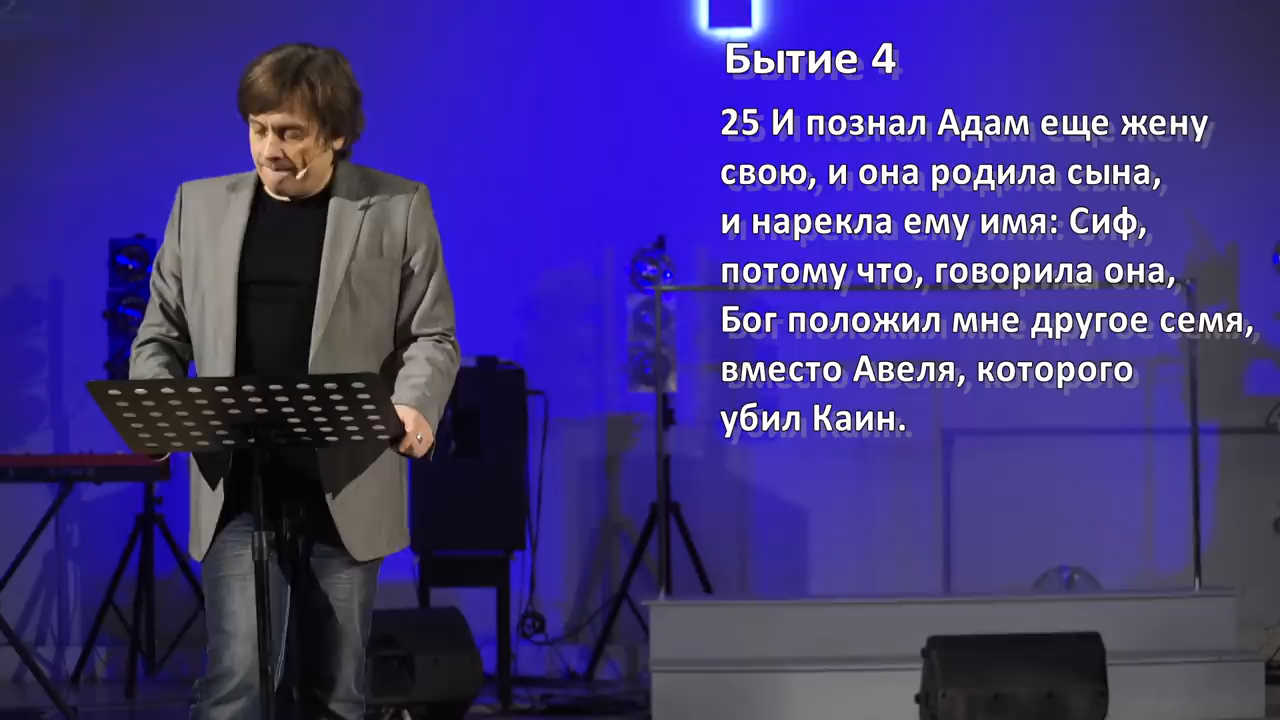 Бытие 4
25 И познал Адам еще жену
свою, и она родила сына,
и нарекла ему имя: Сиф,
потому что, говорила она,
Бог положил мне другое семя,
вместо Авеля, которого
убил Каин.